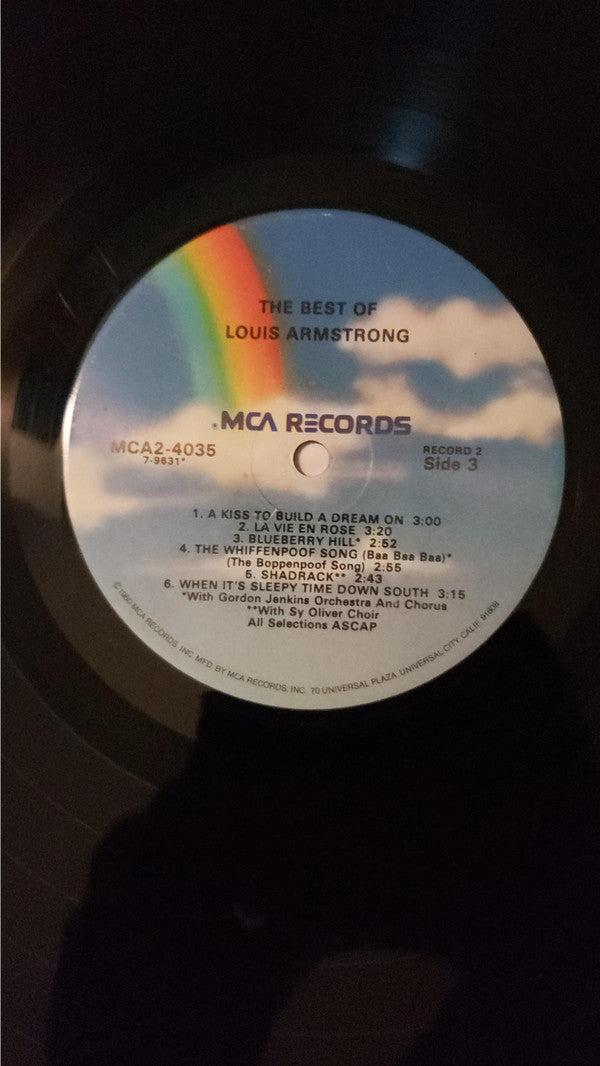 THE BEST OF
LOUIS ARMSTRONG
®MCA RECORDS
MCA2-4035
7-9631*
RECORD 2
Side 3
1. A KISS TO BUILD A DREAM ON 3:00
2. LA VIE EN ROSE 3:20
3. BLUEBERRY HILL* 2:52
4. THE WHIFFENPOOF SONG (Baa Baa Baa)*
(The Boppenpoof Song) 2:55
5. SHADRACK** 2:43
6. WHEN IT'S SLEEPY TIME DOWN SOUTH 3:15
*With Gordon Jenkins Orchestra And Chorus
**With Sy Oliver Choir
All Selections ASCAP
©1980 MCA RECORDS, INC. MFD. BY MCA RECORDS, INC. 70 UNIVERSAL PLAZA, UNIVERSAL CITY, CALIF. 91608